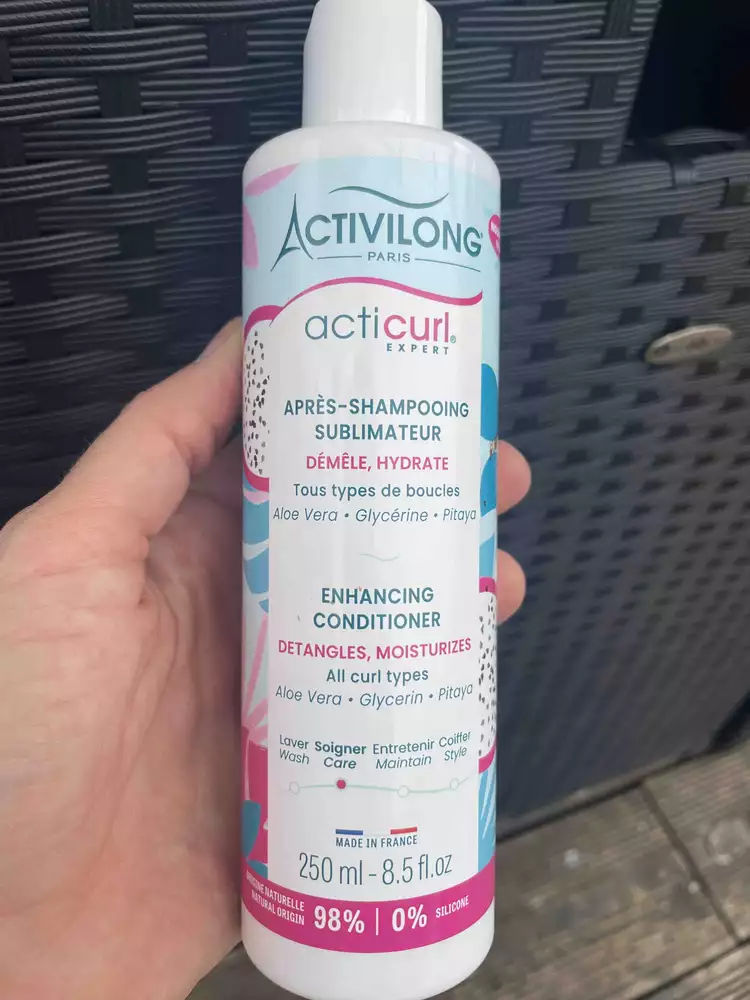 ACTIVILONG®
PARIS
acticurl®
EXPERT
APRÈS-SHAMPOOING
SUBLIMATEUR
DÉMÊLE, HYDRATE
Tous types de boucles
Aloe Vera • Glycérine • Pitaya
ENHANCING
CONDITIONER
DETANGLES, MOISTURIZES
All curl types
Aloe Vera • Glycerin • Pitaya
Laver Soigner Entretenir Coiffer
Wash Care Maintain Style
MADE IN FRANCE
250 ml - 8.5 fl.oz
NATURELLE
NATURAL ORIGIN 98% | 0% SILICONE